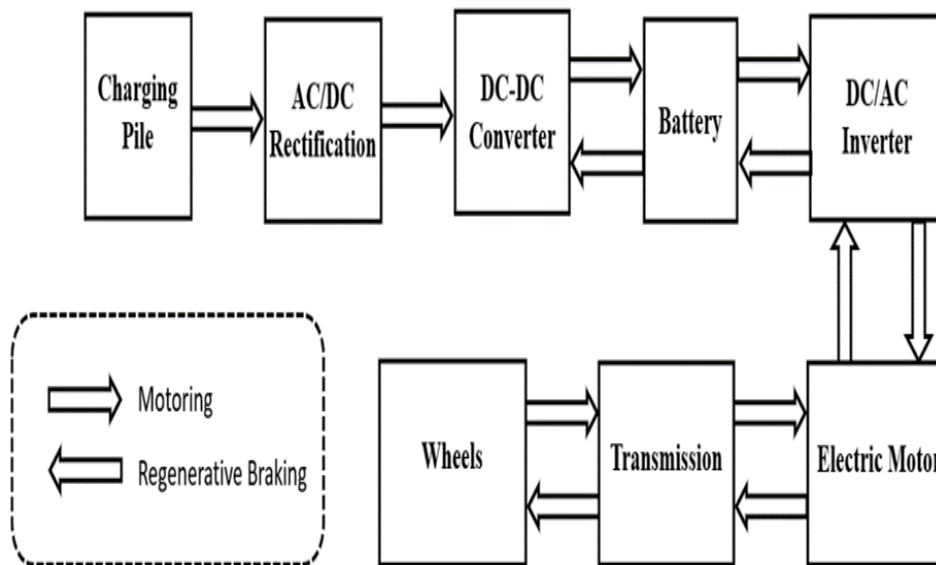 Charging
Pile
AC/DC
Rectification
DC-DC
Converter
Battery
DC/AC
Inverter
Motoring
Regenerative Braking
Wheels
Transmission
Electric Motor